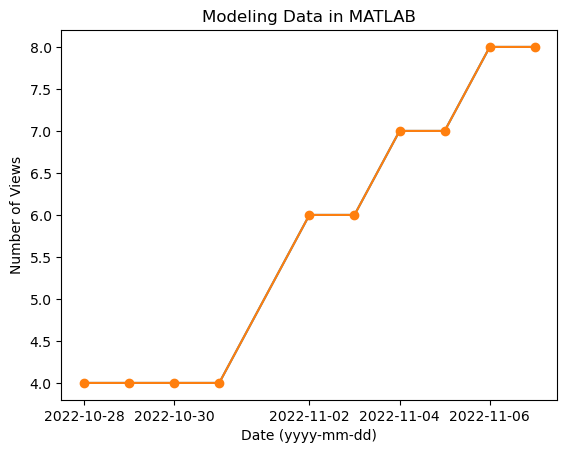 Modeling Data in MATLAB
8.0
7.5
7.0
6.5
6.0
5.5
5.0
4.5
4.0
Number of Views
2022-10-28 2022-10-30 2022-11-02 2022-11-04 2022-11-06
Date (yyyy-mm-dd)